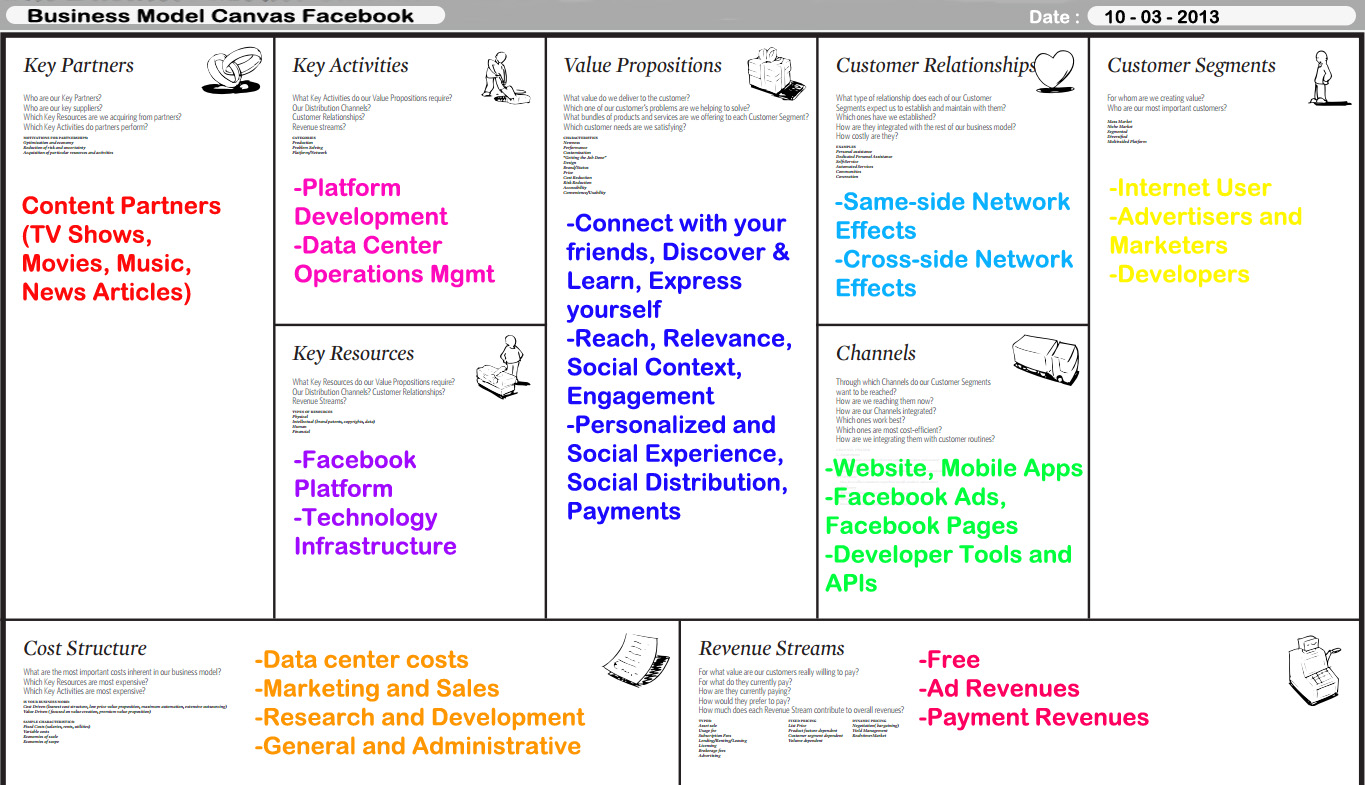 Business Model Canvas Facebook
Date :
10 - 03 - 2013
Key Partners
Who are our Key Partners?
Who are our key suppliers?
Which Key Resources are we acquiring from partners?
Which Key Activities do partners perform?
MOTIVATIONS FOR PARTNERSHIPS
Optimization and economy
Reduction of risk and uncertainty
Acquisition of particular resources and activities
Content Partners
(TV Shows,
Movies, Music,
News Articles)
Key Activities
What Key Activities do our Value Propositions require?
Our Distribution Channels?
Customer Relationships?
Revenue streams?
CATEGORIES
Production
Problem Solving
Platform/Network
-Platform
Development
-Data Center
Operations Mgmt
Key Resources
What Key Resources do our Value Propositions require?
Our Distribution Channels? Customer Relationships?
Revenue Streams?
TYPES OF RESOURCES
Physical
Intellectual (brand patents, copyrights, data)
Human
Financial
-Facebook
Platform
-Technology
Infrastructure
Value Propositions
What value do we deliver to the customer?
Which one of our customer's problems are we helping to solve?
What bundles of products and services are we offering to each Customer Segment?
Which customer needs are we satisfying?
CHARACTERISTICS
Newness
Performance
Customization
"Getting the Job Done"
Design
Brand/Status
Price
Cost Reduction
Risk Reduction
Accessibility
Convenience/Usability
-Connect with your
friends, Discover &
Learn, Express
yourself
-Reach, Relevance,
Social Context,
Engagement
-Personalized and
Social Experience,
Social Distribution,
Payments
Customer Relationships
What type of relationship does each of our Customer
Segments expect us to establish and maintain with them?
Which ones have we established?
How are they integrated with the rest of our business model?
How costly are they?
EXAMPLES
Personal assistance
Dedicated Personal Assistance
Self-Service
Automated Services
Communities
Co-creation
-Same-side Network
Effects
-Cross-side Network
Effects
Channels
Through which Channels do our Customer Segments
want to be reached?
How are we reaching them now?
How are our Channels integrated?
Which ones work best?
Which ones are most cost-efficient?
How are we integrating them with customer routines?
-Website, Mobile Apps
-Facebook Ads,
Facebook Pages
-Developer Tools and
APIs
Customer Segments
For whom are we creating value?
Who are our most important customers?
Mass Market
Niche Market
Segmented
Diversified
Multi-sided Platform
-Internet User
-Advertisers and
Marketers
-Developers
Cost Structure
What are the most important costs inherent in our business model?
Which Key Resources are most expensive?
Which Key Activities are most expensive?
IS YOUR BUSINESS MORE:
Cost Driven (leanest cost structure, low price value proposition, maximum automation, extensive outsourcing)
Value Driven ( focused on value creation, premium value proposition)
SAMPLE CHARACTERISTICS:
Fixed Costs (salaries, rents, utilities)
Variable costs
Economies of scale
Economies of scope
-Data center costs
-Marketing and Sales
-Research and Development
-General and Administrative
Revenue Streams
For what value are our customers really willing to pay?
For what do they currently pay?
How are they currently paying?
How would they prefer to pay?
How much does each Revenue Stream contribute to overall revenues?
TYPES:
Asset sale
Usage fee
Subscription Fees
Lending/Renting/Leasing
Licensing
Brokerage fees
Advertising
FIXED PRICING
List Price
Product feature dependent
Customer segment dependent
Volume dependent
DYNAMIC PRICING
Negotiation( bargaining)
Yield Management
Real-time-Market
-Free
-Ad Revenues
-Payment Revenues